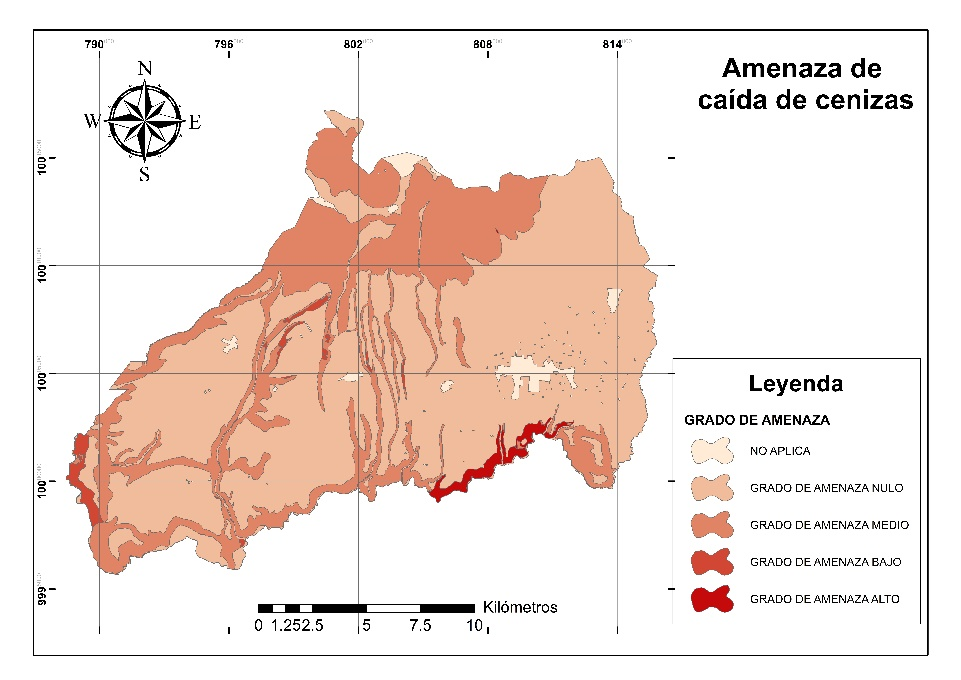 790
796
802
808
814
Amenaza de
caída de cenizas
N
W E
S
100
100
100
100
999
Leyenda
GRADO DE AMENAZA
NO APLICA
GRADO DE AMENAZA NULO
GRADO DE AMENAZA MEDIO
GRADO DE AMENAZA BAJO
GRADO DE AMENAZA ALTO
Kilómetros
0 1.25 2.5 5 7.5 10